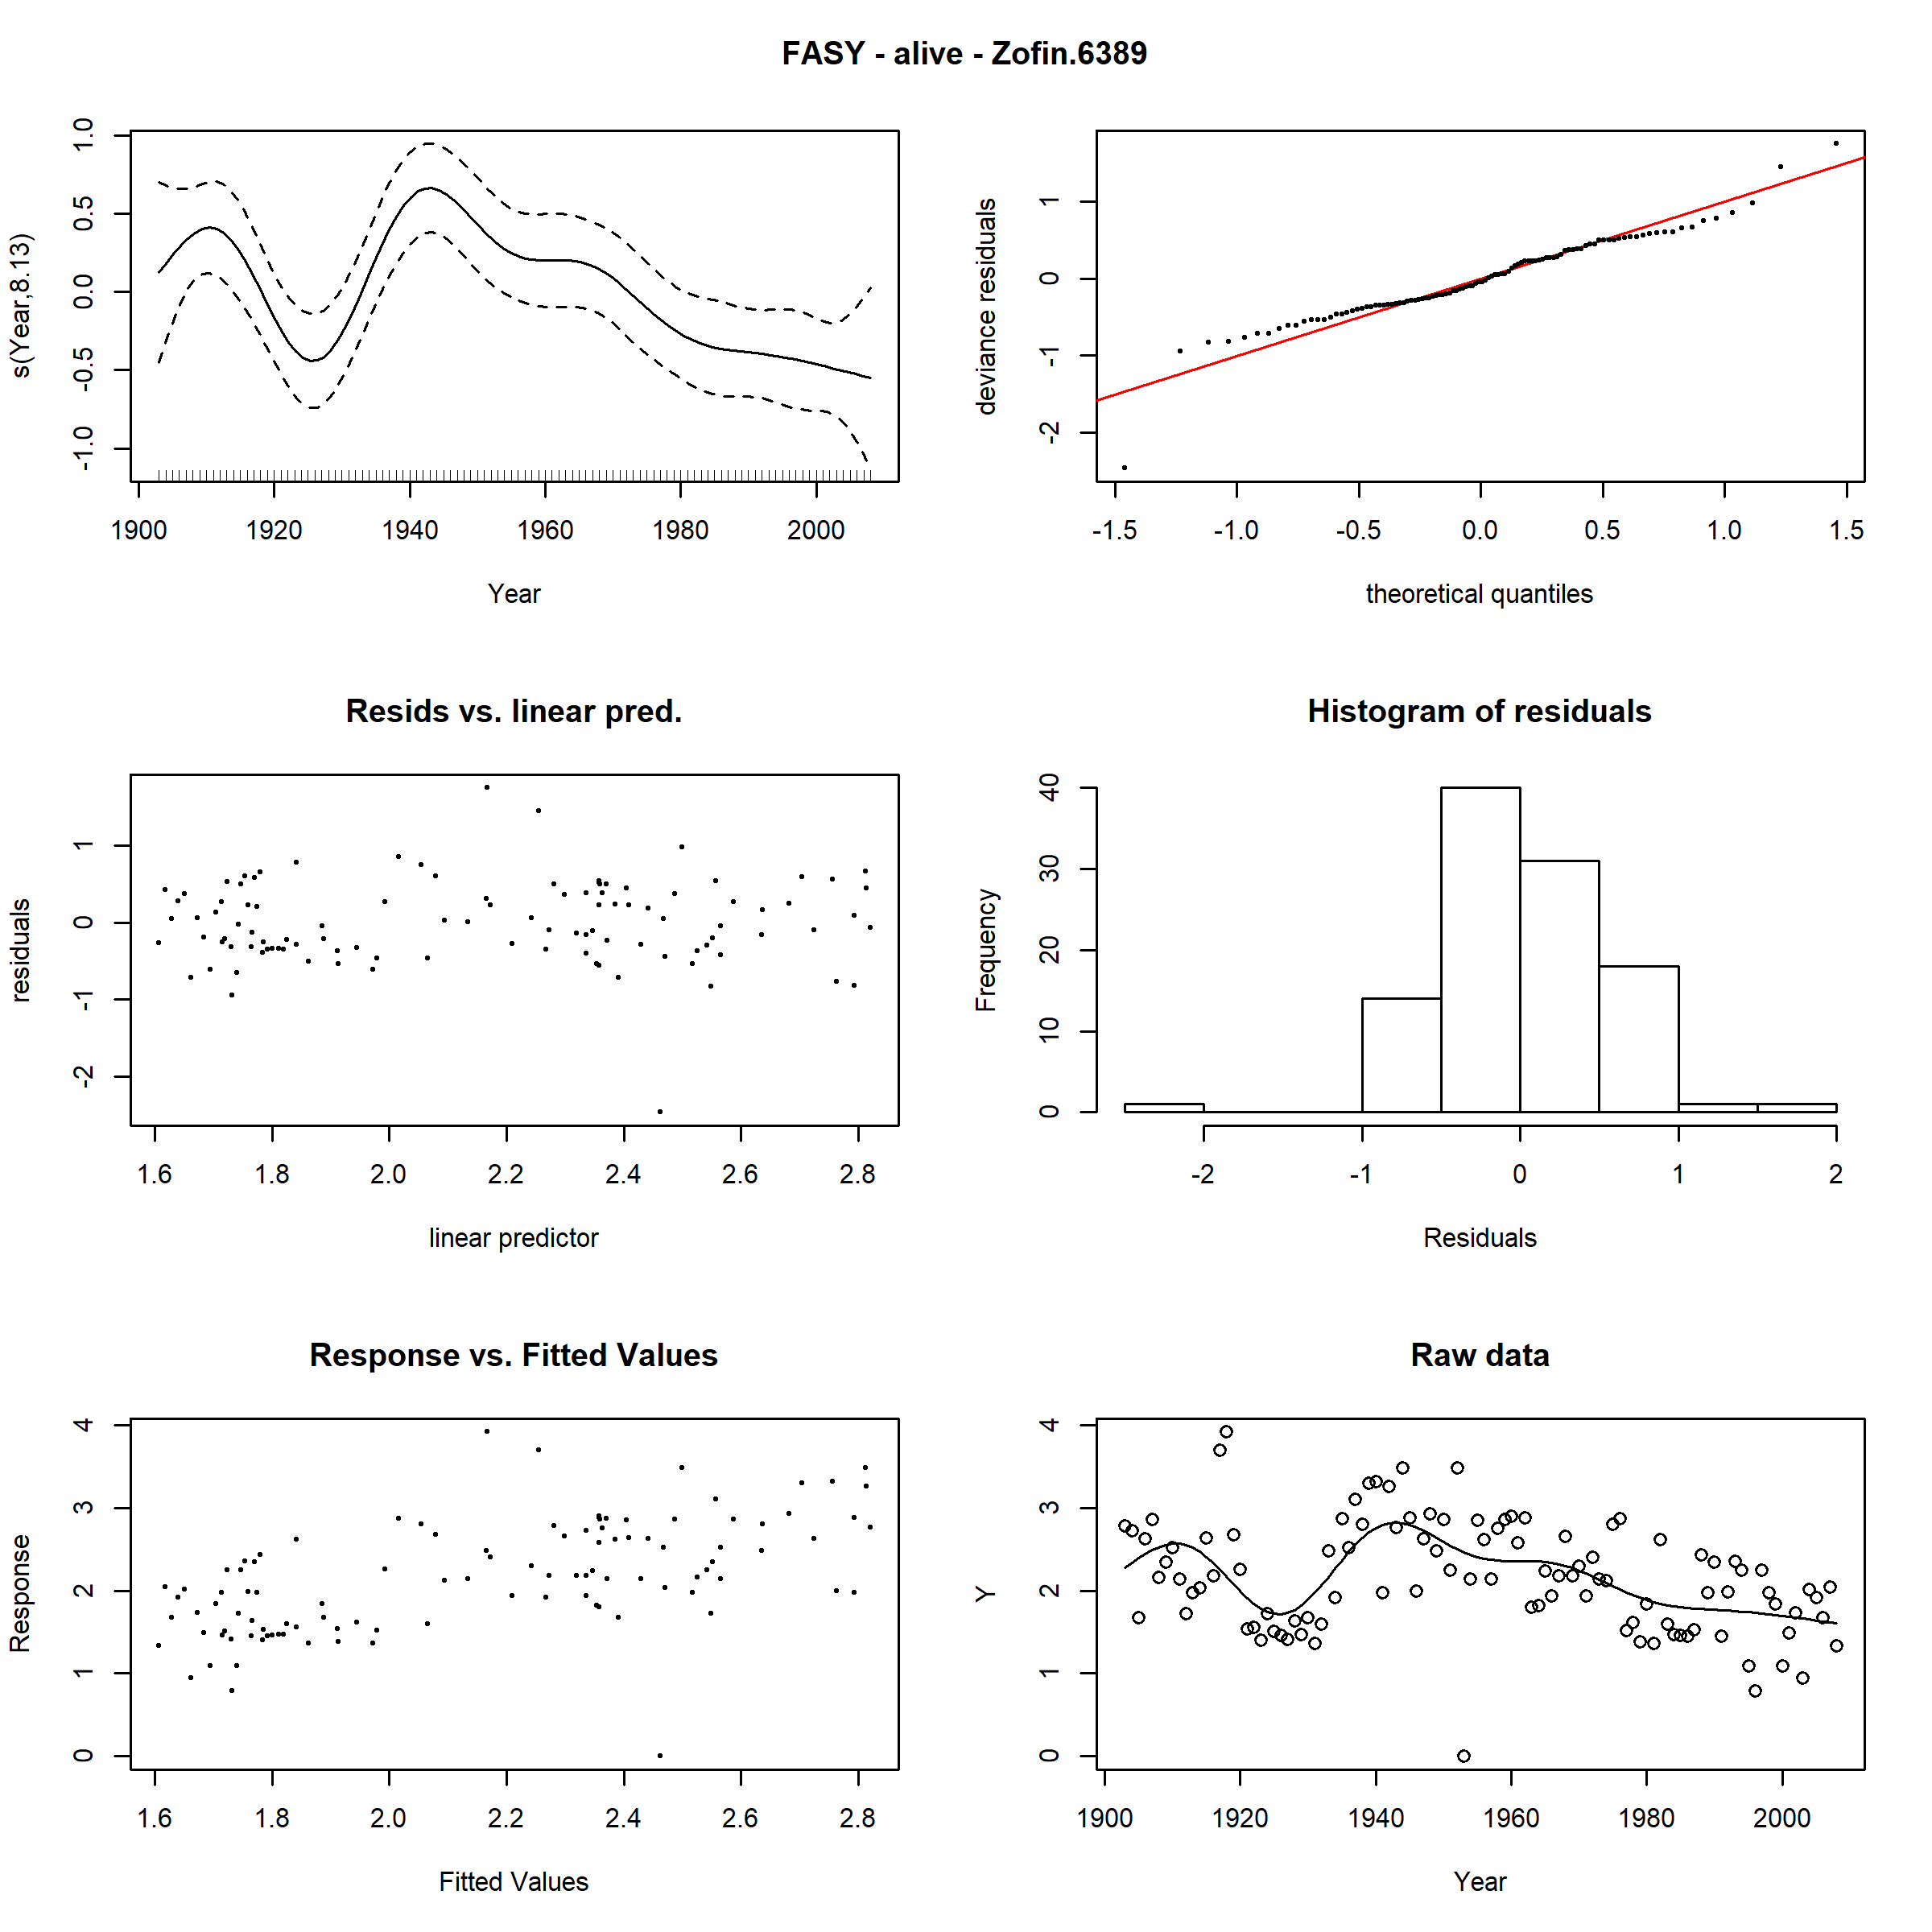 FASY - alive - Zofin.6389
s(Year,8.13)
1.0
0.5
0.0
-0.5
-1.0
1900 1920 1940 1960 1980 2000
Year
deviance residuals
1
0
-1
-2
-1.5 -1.0 -0.5 0.0 0.5 1.0 1.5
theoretical quantiles
Resids vs. linear pred.
residuals
1
0
-1
-2
1.6 1.8 2.0 2.2 2.4 2.6 2.8
linear predictor
Histogram of residuals
Frequency
40
30
20
10
0
-2 -1 0 1 2
Residuals
Response vs. Fitted Values
Response
4
3
2
1
0
1.6 1.8 2.0 2.2 2.4 2.6 2.8
Fitted Values
Raw data
Y
4
3
2
1
0
1900 1920 1940 1960 1980 2000
Year